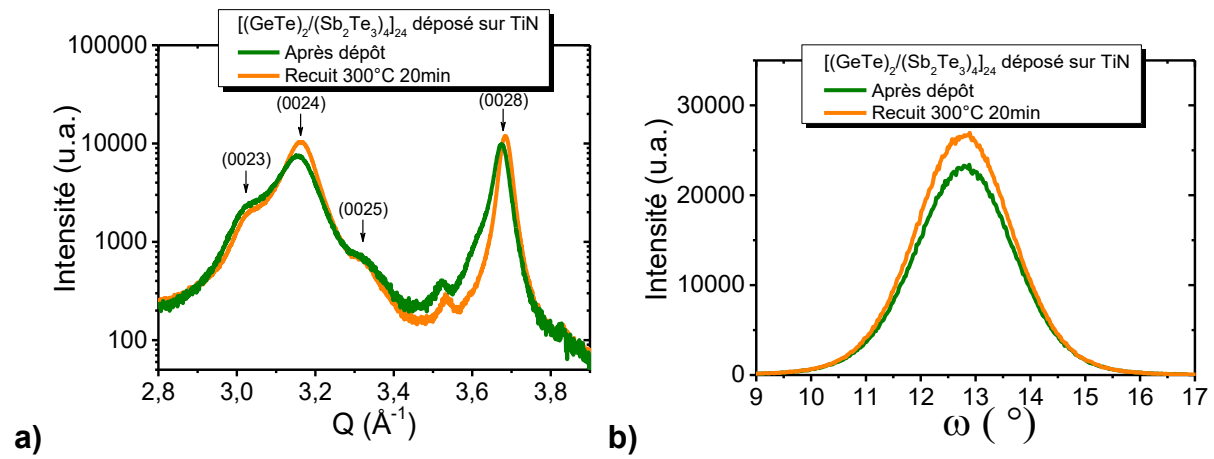 [(GeTe)₂/(Sb₂Te₃)₄]₂₄ déposé sur TiN
Après dépôt
Recuit 300°C 20min
100000
10000
1000
100
Intensité (u.a.)
(0023)
(0024)
(0025)
(0028)
2,8
3,0
3,2
3,4
3,6
3,8
Q (Å⁻¹)
a)
[(GeTe)₂/(Sb₂Te₃)₄]₂₄ déposé sur TiN
Après dépôt
Recuit 300°C 20min
30000
20000
10000
0
Intensité (u.a.)
9
10
11
12
13
14
15
16
17
ω ( °)
b)